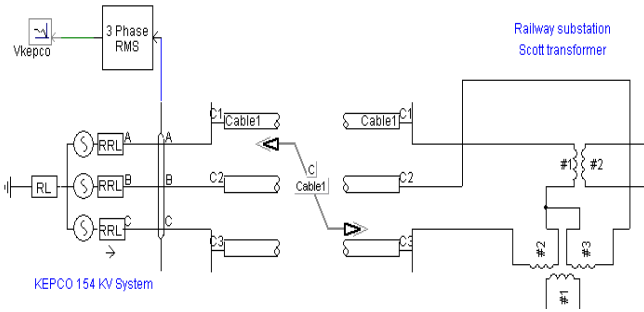 3 Phase
RMS
Vkepco
Railway substation
Scott transformer
C1
Cable1
Cable1
C1
RRL
A
A
#1
#2
C
Cable1
RL
RRL
B
B
C2
C2
RRL
C
C
C3
C3
#2
#3
#1
KEPCO 154 KV System